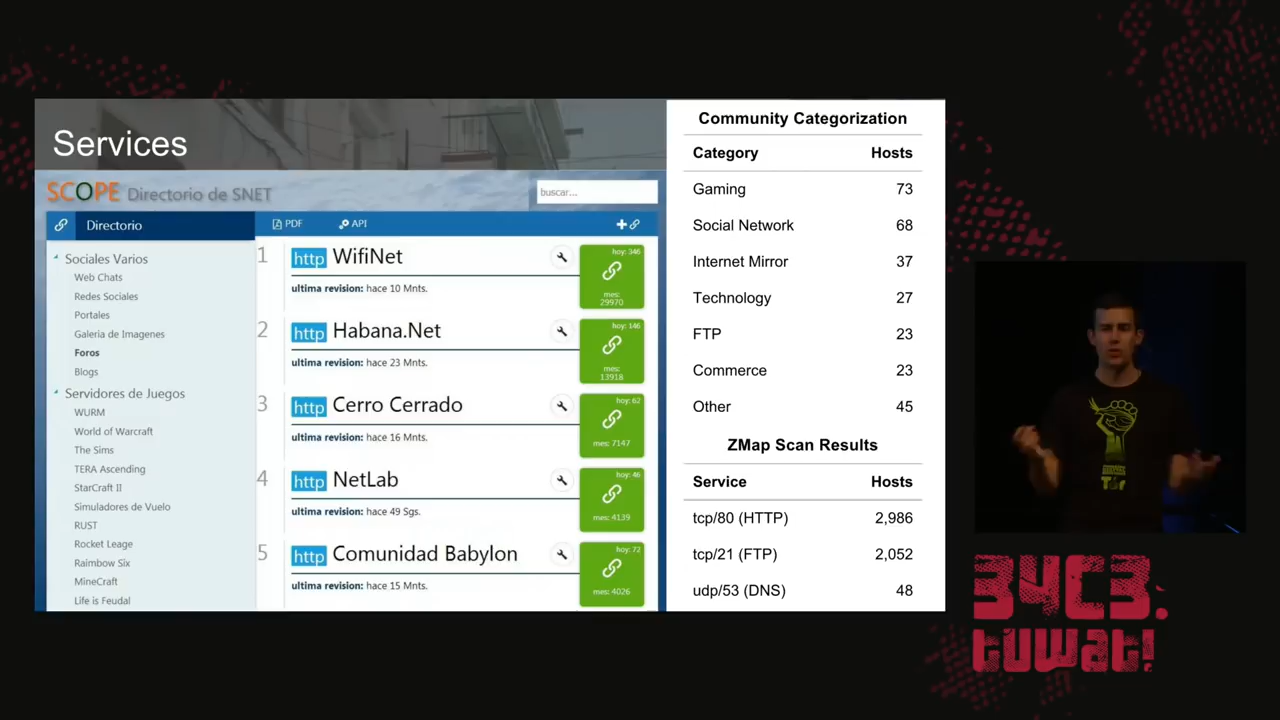 Services
SCOPE Directorio de SNET
buscar...
Directorio
PDF
API
Sociales Varios
Web Chats
Redes Sociales
Portales
Galeria de Imagenes
Foros
Blogs
Servidores de Juegos
WURM
World of Warcraft
The Sims
TERA Ascending
StarCraft II
Simuladores de Vuelo
RUST
Rocket Leage
Raimbow Six
MineCraft
Life is Feudal
1 http WifiNet
ultima revision: hace 10 Mnts.
hoy: 346
mes:
29970
2 http Habana.Net
ultima revision: hace 23 Mnts.
hoy: 146
mes:
13918
3 http Cerro Cerrado
ultima revision: hace 16 Mnts.
hoy: 62
mes: 7147
4 http NetLab
ultima revision: hace 49 Sgs.
hoy: 46
mes: 4139
5 http Comunidad Babylon
ultima revision: hace 15 Mnts.
hoy: 72
mes: 4026
Community Categorization
Category Hosts
Gaming 73
Social Network 68
Internet Mirror 37
Technology 27
FTP 23
Commerce 23
Other 45
ZMap Scan Results
Service Hosts
tcp/80 (HTTP) 2,986
tcp/21 (FTP) 2,052
udp/53 (DNS) 48
34C3.
tuwat!